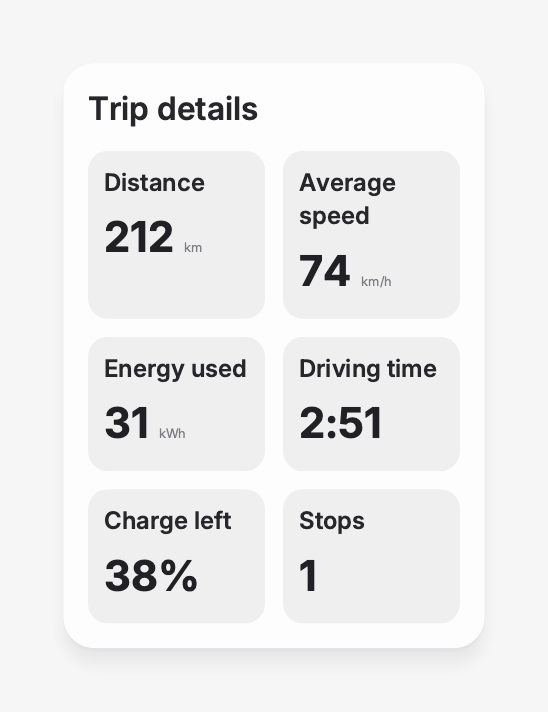 Trip details
Distance
212 km
Average
speed
74 km/h
Energy used
31 kWh
Driving time
2:51
Charge left
38%
Stops
1